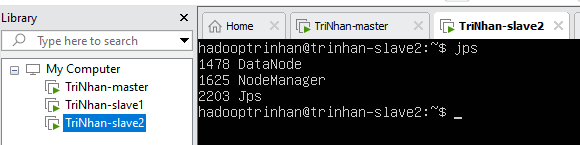 Library
Type here to search
My Computer
TriNhan-master
TriNhan-slave1
TriNhan-slave2
Home
TriNhan-master
TriNhan-slave2
hadooptrinhan@trinhan-slave2:~$ jps
1478 DataNode
1625 NodeManager
2203 Jps
hadooptrinhan@trinhan-slave2:~$ _